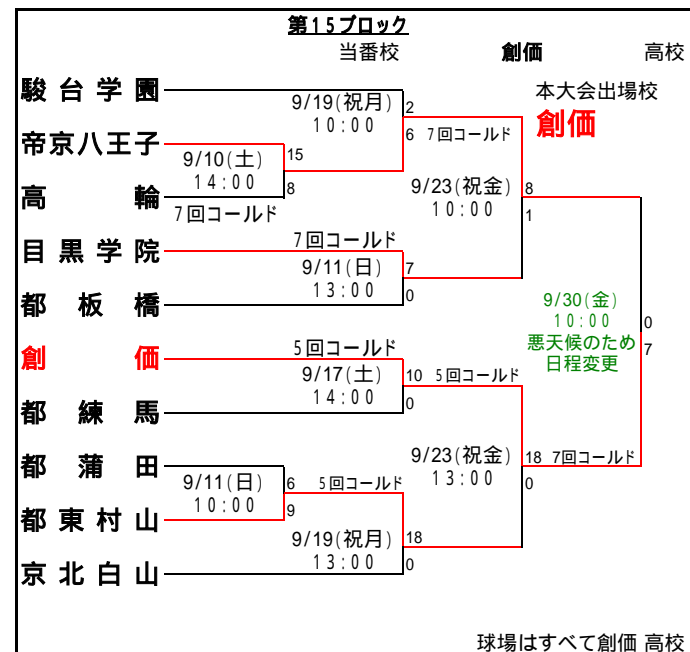 第15ブロック
当番校 創価 高校
駿台学園
9/19(祝月)
10:00
2
6 7回コールド
本大会出場校
創価
帝京八王子
9/10(土)
14:00
15
8
7回コールド
高輪
9/23(祝金)
10:00
8
1
目黒学院
7回コールド
9/11(日)
13:00
7
0
都板橋
9/30(金)
10:00
悪天候のため
日程変更
0
7
創価
5回コールド
9/17(土)
14:00
10 5回コールド
0
都練馬
都蒲田
9/11(日)
10:00
6 5回コールド
9
9/23(祝金)
13:00
18 7回コールド
0
都東村山
9/19(祝月)
13:00
18
0
京北白山
球場はすべて創価 高校